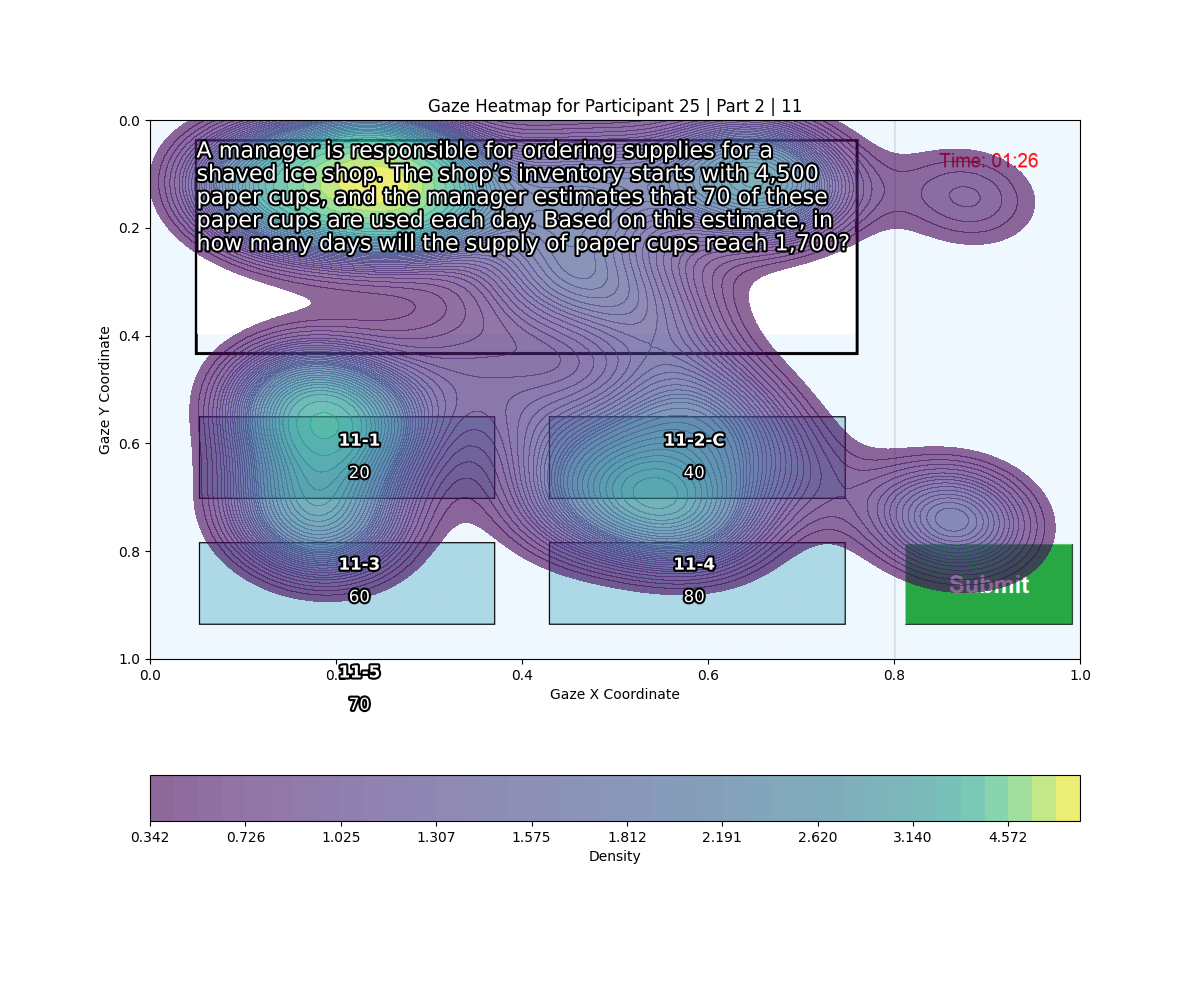 Gaze Heatmap for Participant 25 | Part 2 | 11
A manager is responsible for ordering supplies for a
shaved ice shop. The shop’s inventory starts with 4,500
paper cups, and the manager estimates that 70 of these
paper cups are used each day. Based on this estimate, in
how many days will the supply of paper cups reach 1,700?
Time: 01:26
11-1
20
11-2-C
40
11-3
60
11-4
80
Submit
11-5
70
0.0
0.2
0.4
0.6
0.8
1.0
Gaze Y Coordinate
0.0 0.4 0.6 0.8 1.0
Gaze X Coordinate
0.342 0.726 1.025 1.307 1.575 1.812 2.191 2.620 3.140 4.572
Density